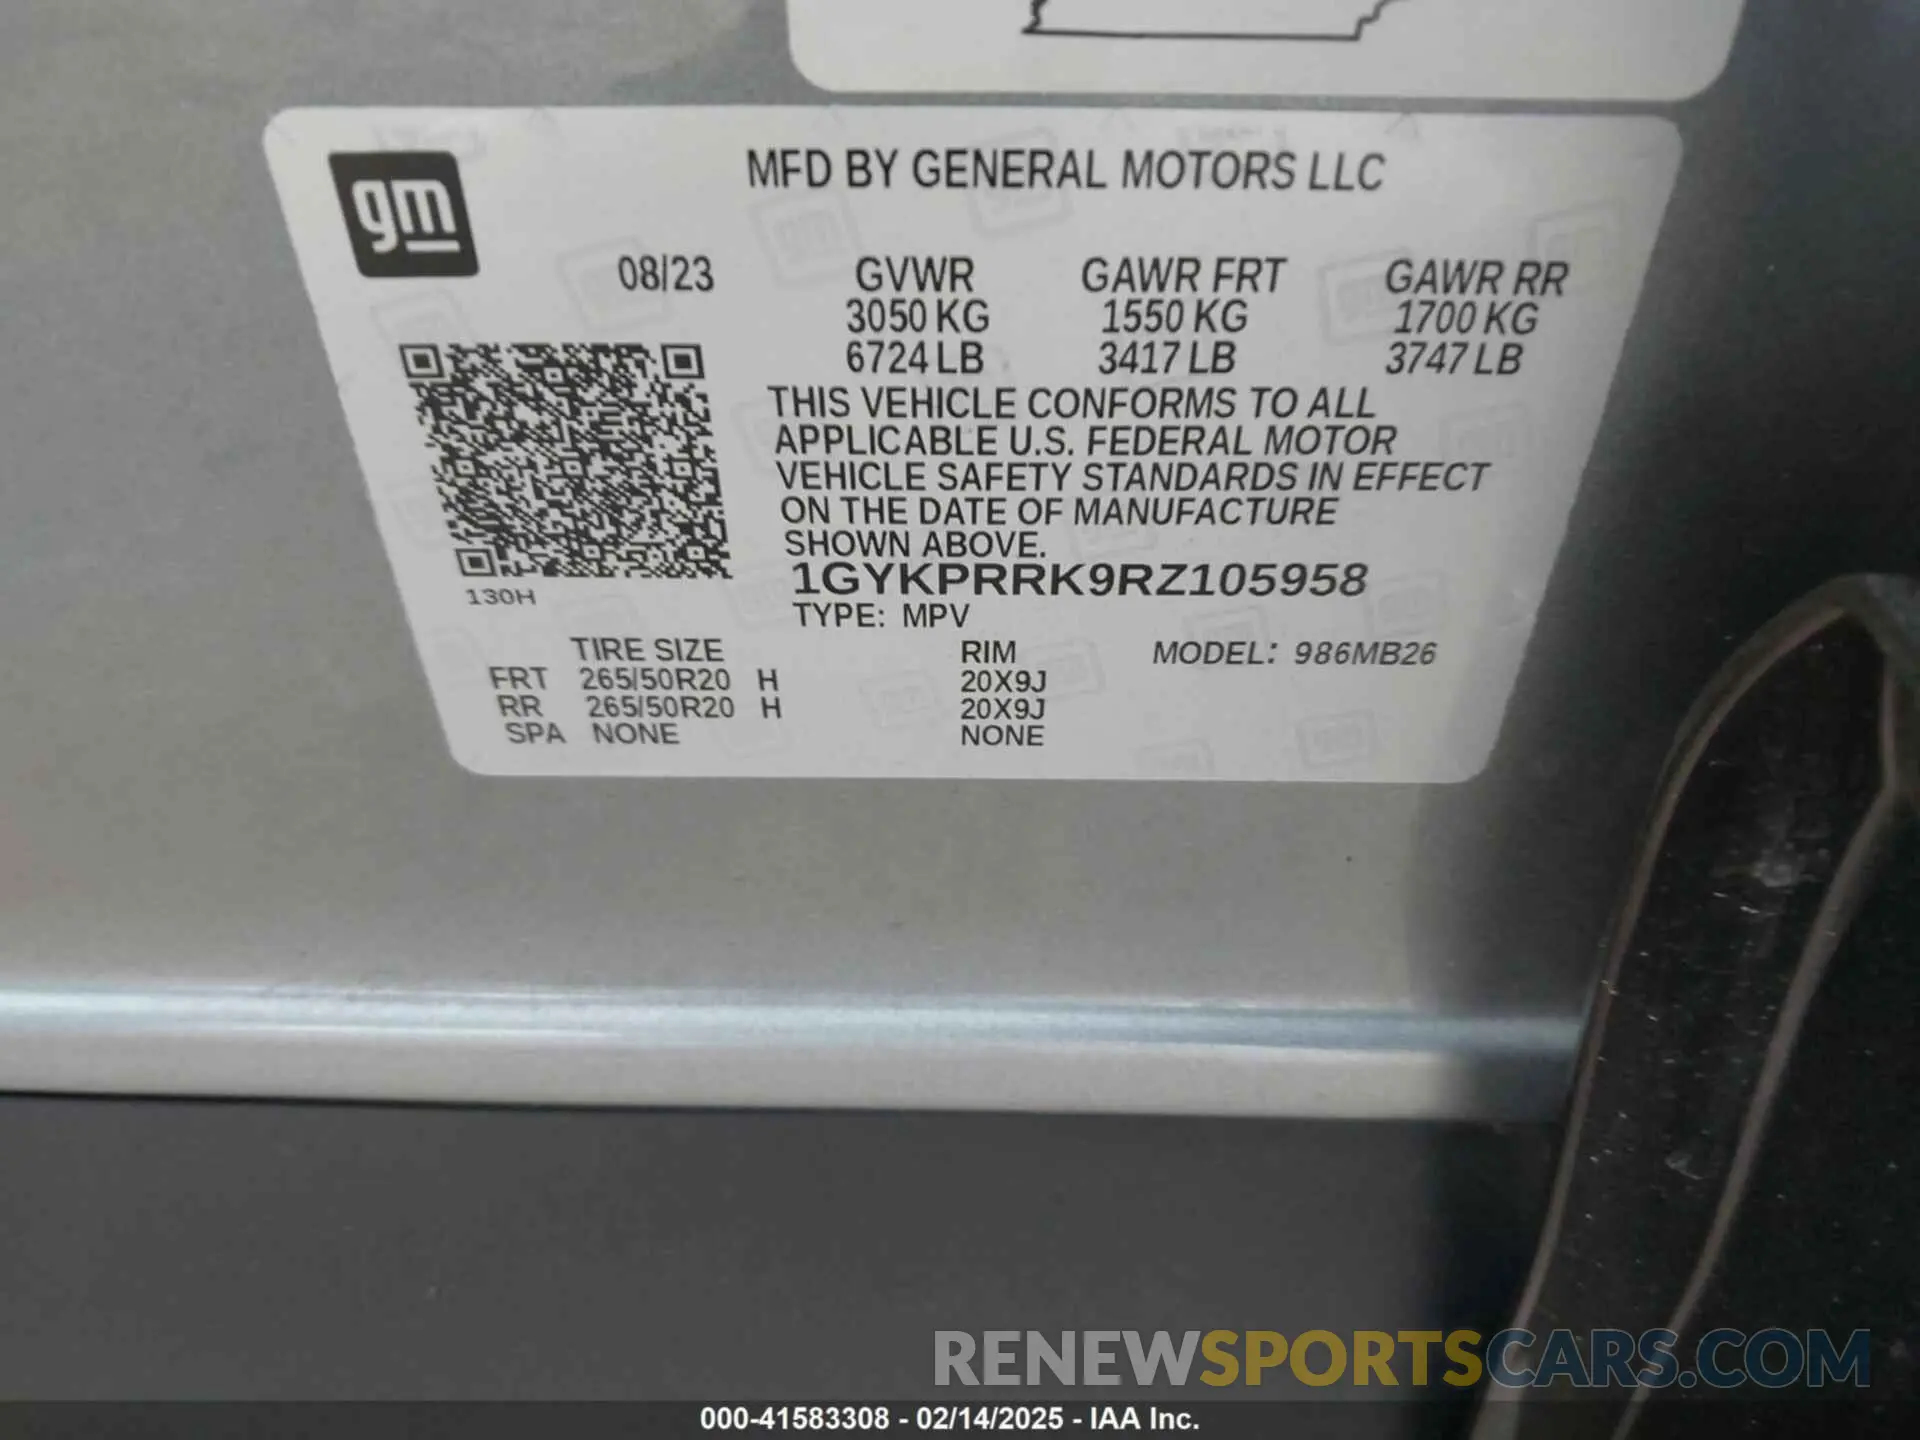 gm
MFD BY GENERAL MOTORS LLC
08/23 GVWR GAWR FRT GAWR RR
3050 KG 1550 KG 1700 KG
6724 LB 3417 LB 3747 LB
THIS VEHICLE CONFORMS TO ALL
APPLICABLE U.S. FEDERAL MOTOR
VEHICLE SAFETY STANDARDS IN EFFECT
ON THE DATE OF MANUFACTURE
SHOWN ABOVE.
1GYKPRRK9RZ105958
130H
TYPE: MPV
TIRE SIZE RIM MODEL: 986MB26
FRT 265/50R20 H 20X9J
RR 265/50R20 H 20X9J
SPA NONE NONE
RENEWSPORTSCARS.COM
000-41583308 - 02/14/2025 - IAA Inc.